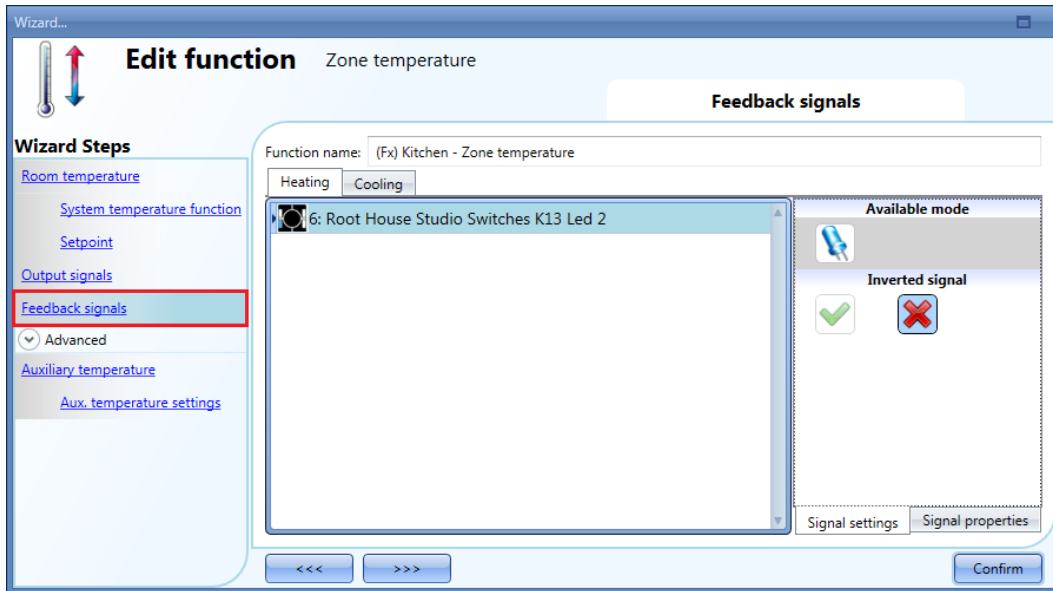 Wizard...
Edit function Zone temperature
Feedback signals
Wizard Steps
Room temperature
System temperature function
Setpoint
Output signals
Feedback signals
Advanced
Auxiliary temperature
Aux. temperature settings
Function name: (Fx) Kitchen - Zone temperature
Heating Cooling
6: Root House Studio Switches K13 Led 2
Available mode
Inverted signal
Signal settings Signal properties
<<< >>> Confirm